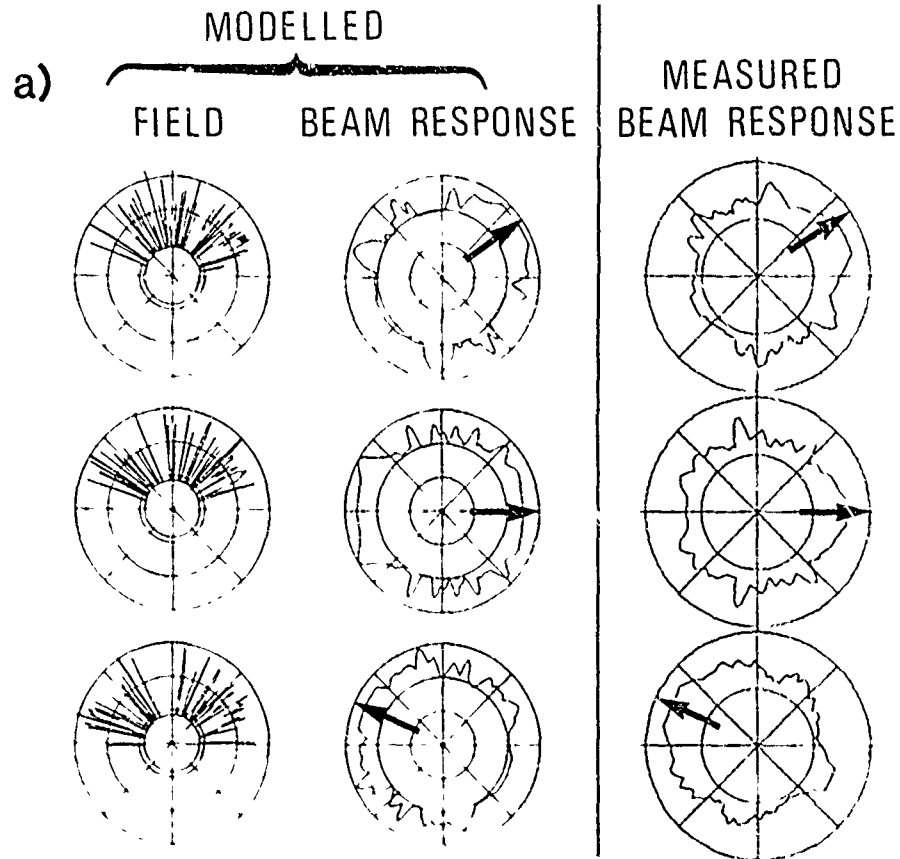 MODELLED
a)
FIELD
BEAM RESPONSE
MEASURED
BEAM RESPONSE